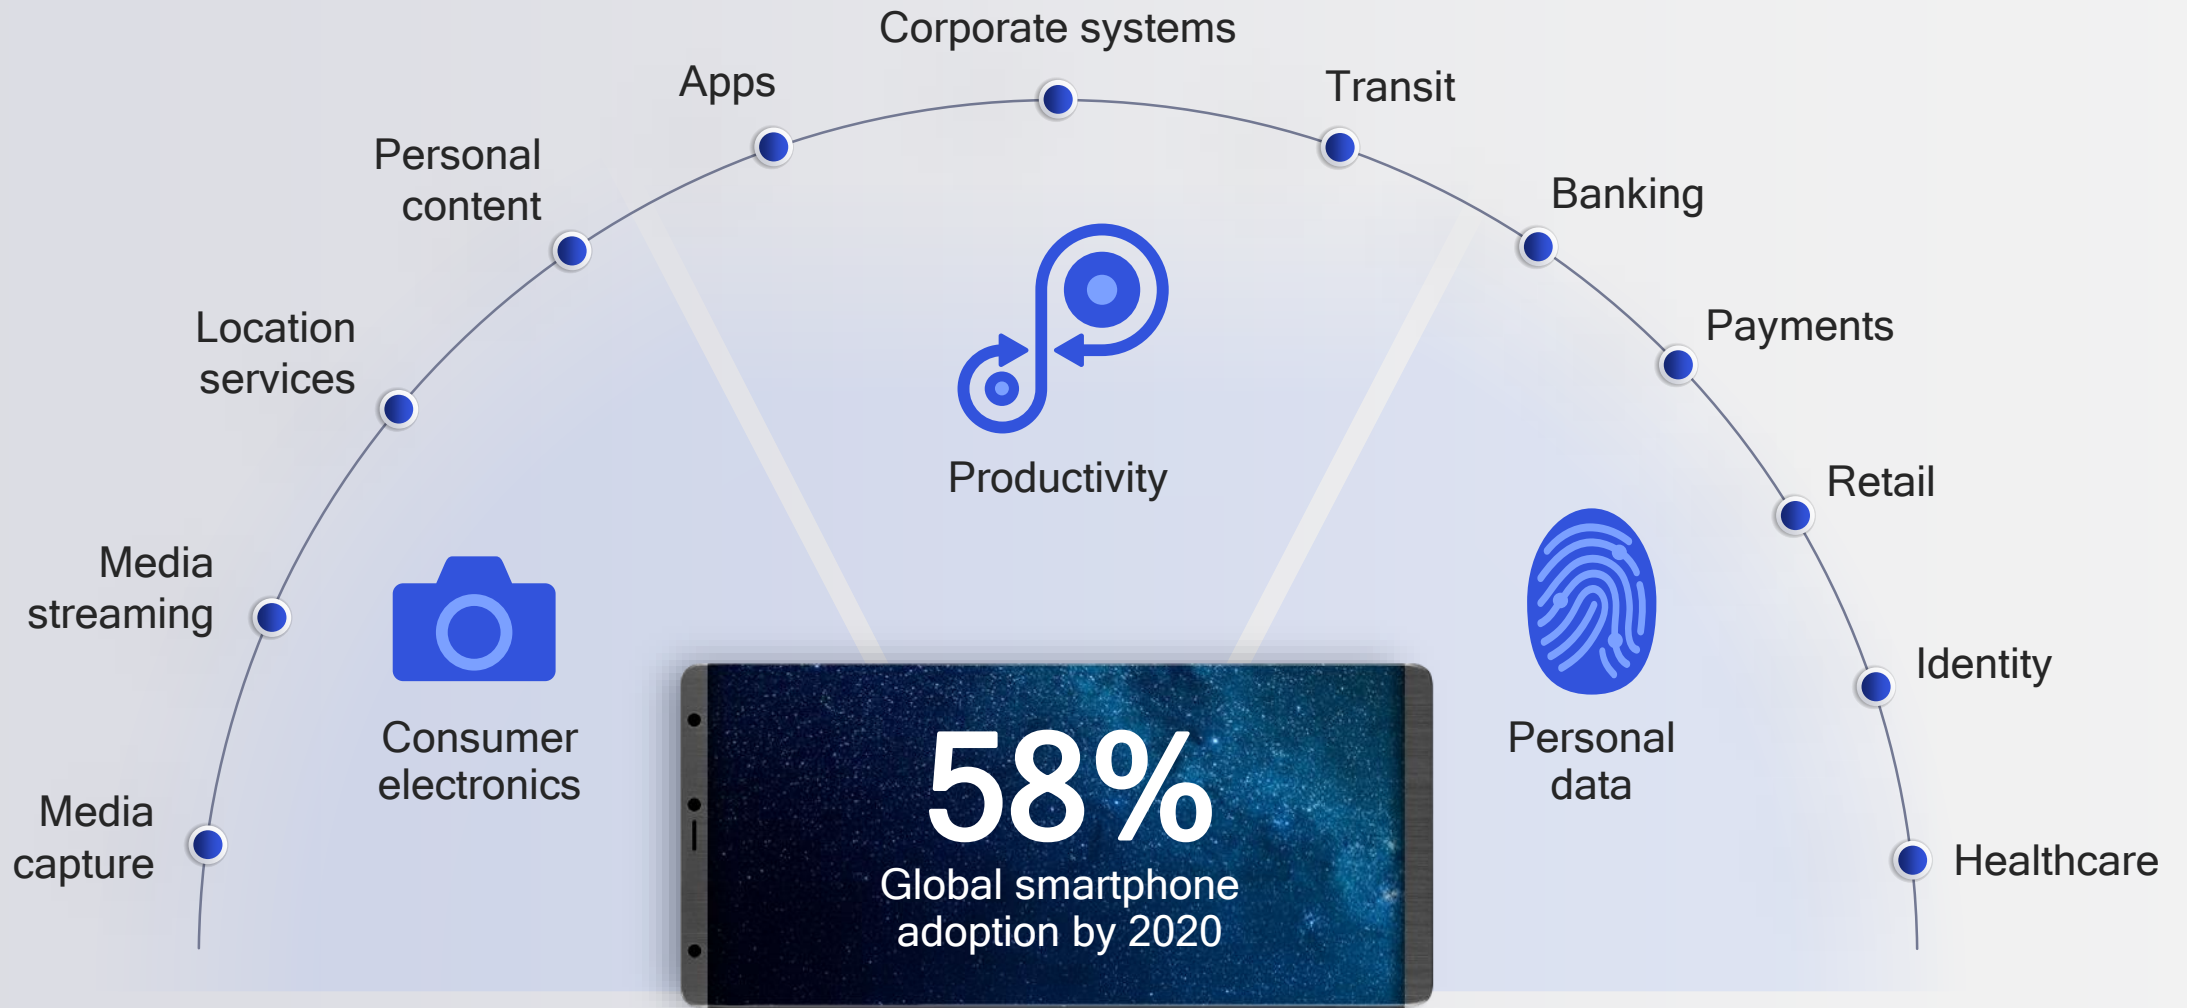 Corporate systems
Apps
Transit
Personal
content
Banking
Location
services
Payments
Productivity
Retail
Media
streaming
Identity
Consumer
electronics
Personal
data
58%
Global smartphone
adoption by 2020
Media
capture
Healthcare